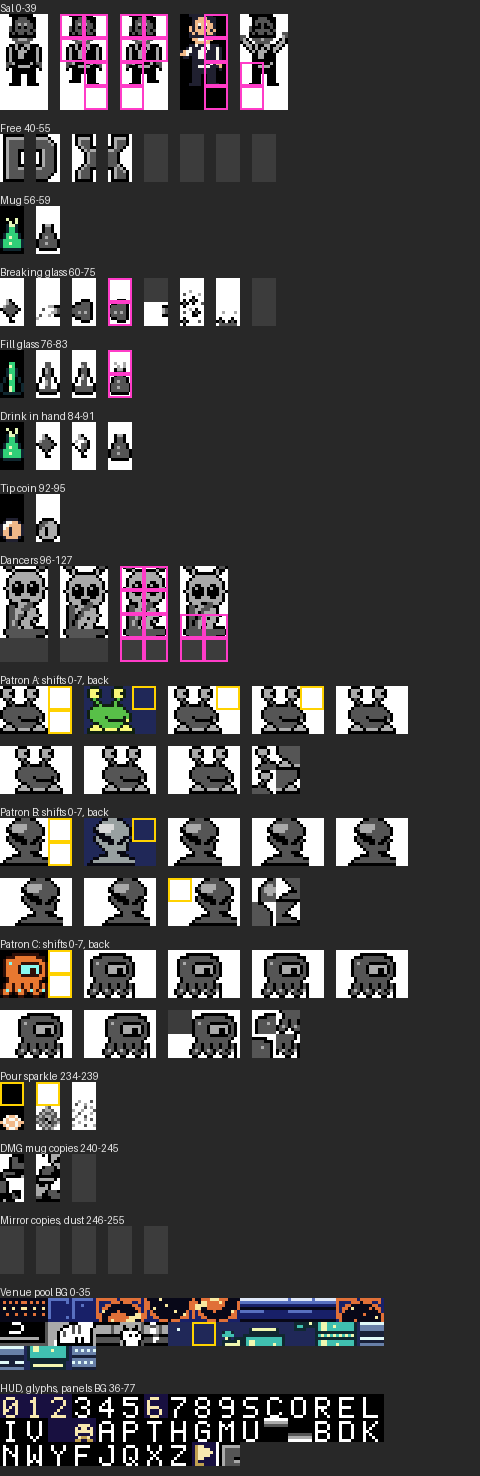 Sal 0-39
Free 40-55
Mug 56-59
Breaking glass 60-75
Fill glass 76-83
Drink in hand 84-91
Tip coin 92-95
Dancers 96-127
Patron A: shifts 0-7, back
Patron B: shifts 0-7, back
Patron C: shifts 0-7, back
Pour sparkle 234-239
DMG mug copies 240-245
Mirror copies, dust 246-255
Venue pool BG 0-35
HUD, glyphs, panels BG 36-77
0123456789SCOREL
IV APTHGMU BDK
NWYFJQXZ